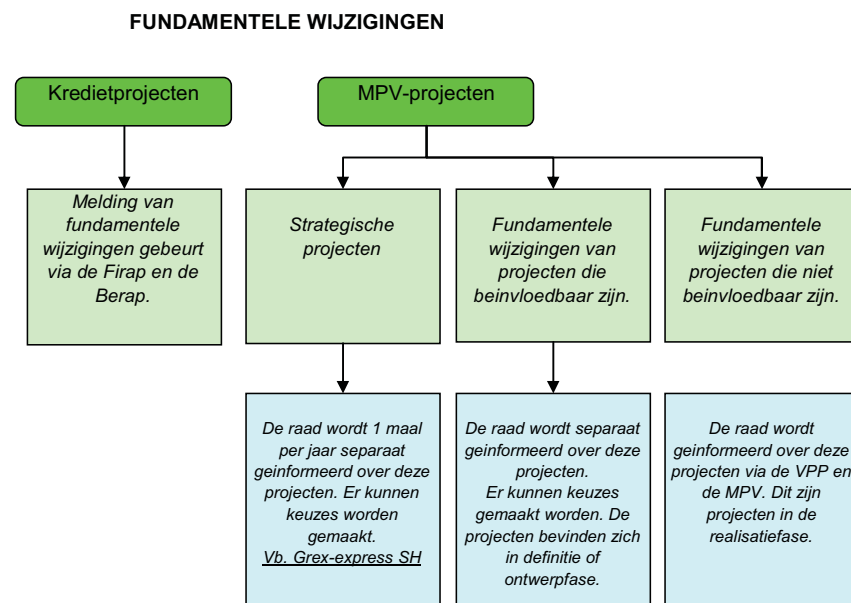 FUNDAMENTELE WIJZIGINGEN
Kredietprojecten
MPV-projecten
Melding van
fundamentele
wijzigingen gebeurt
via de Firap en de
Berap.
Strategische
projecten
Fundamentele
wijzigingen van
projecten die
beinvloedbaar zijn.
Fundamentele
wijzigingen van
projecten die niet
beinvloedbaar zijn.
De raad wordt 1 maal
per jaar separaat
geinformeerd over deze
projecten. Er kunnen
keuzes worden
gemaakt.
Vb. Grex-express SH
De raad wordt separaat
geinformeerd over deze
projecten.
Er kunnen keuzes
gemaakt worden. De
projecten bevinden zich
in definitie of
ontwerpfase.
De raad wordt
geinformeerd over deze
projecten via de VPP en
de MPV. Dit zijn
projecten in de
realisatiefase.